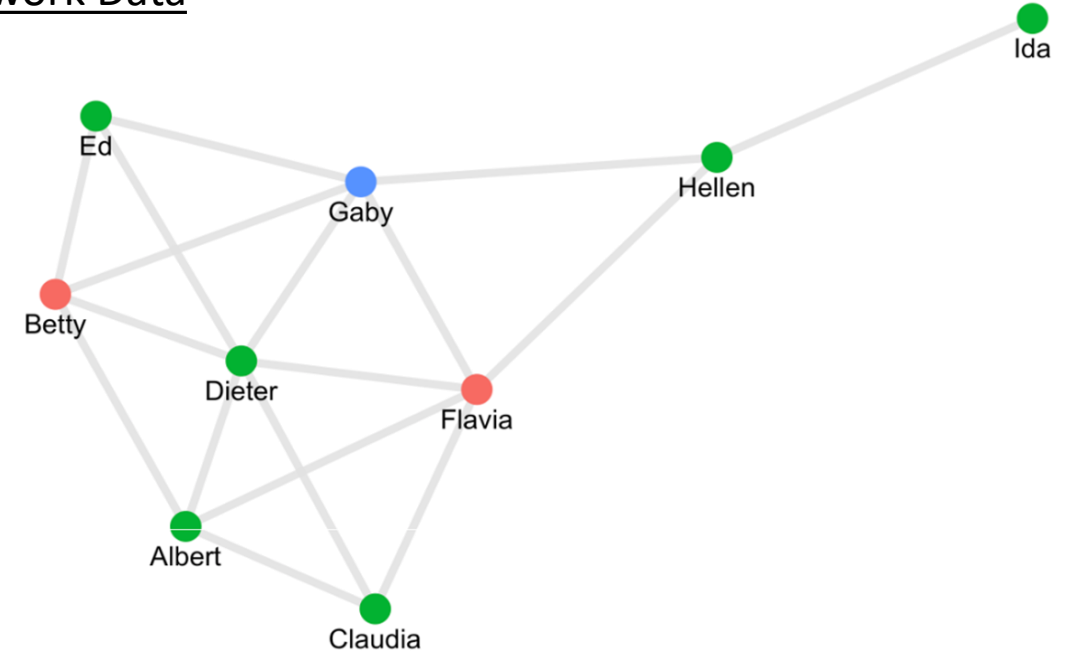 Ida
Ed
Hellen
Gaby
Betty
Dieter
Flavia
Albert
Claudia